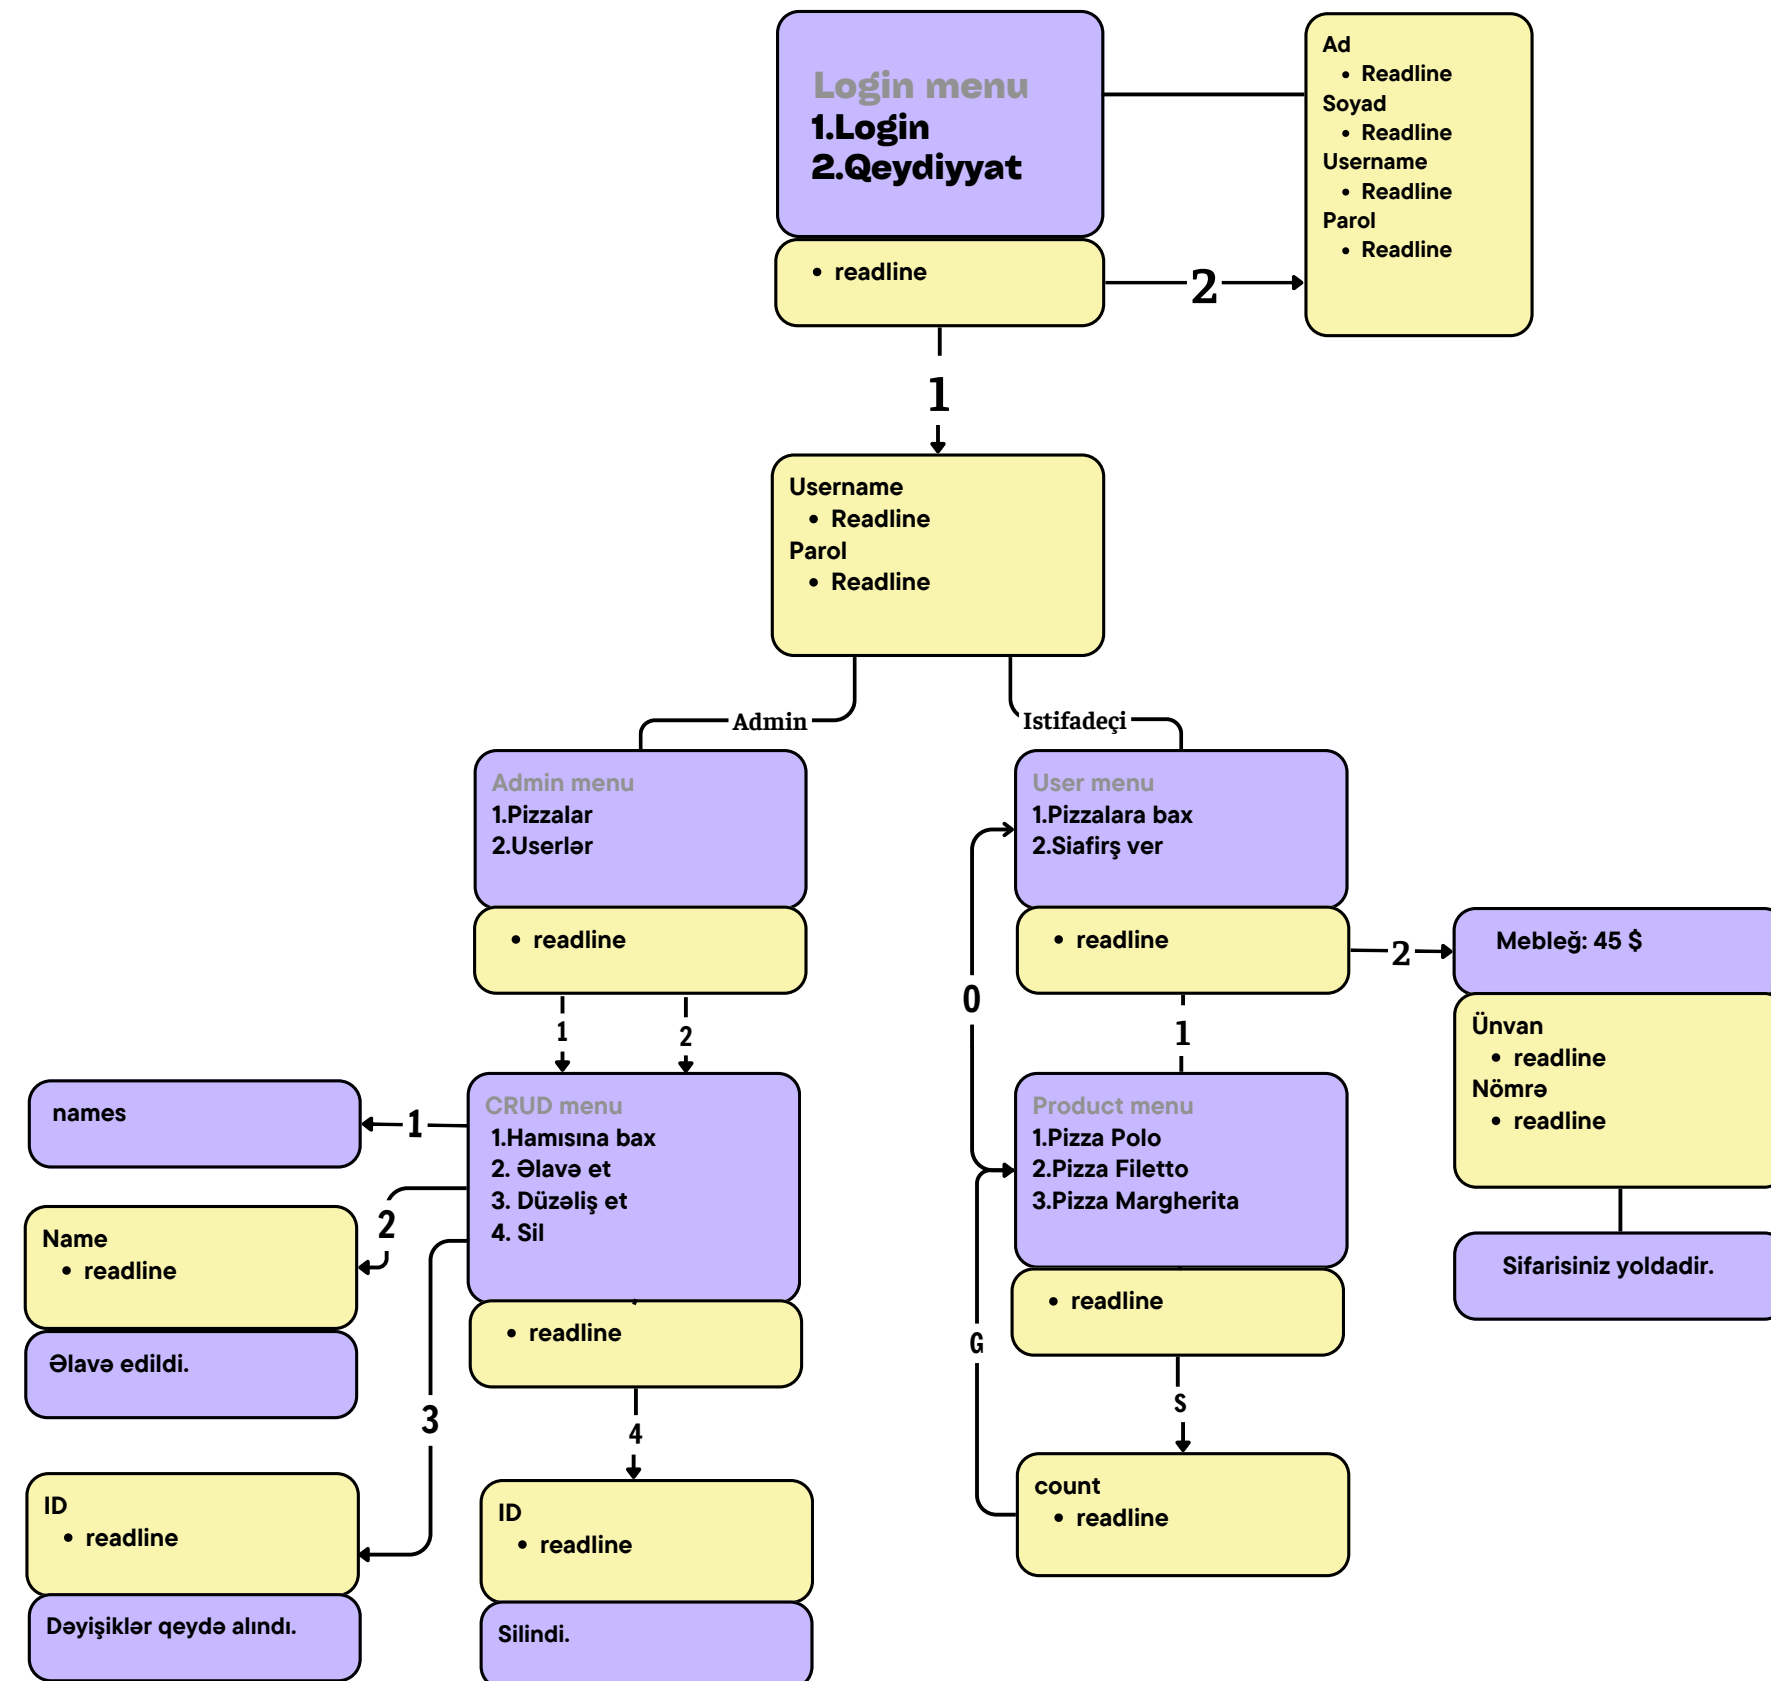 Login menu
1.Login
2.Qeydiyyat
• readline
2
Ad
• Readline
Soyad
• Readline
Username
• Readline
Parol
• Readline
1
Username
• Readline
Parol
• Readline
Admin
Istifadeçi
Admin menu
1.Pizzalar
2.Userlər
• readline
User menu
1.Pizzalara bax
2.Siafirş ver
• readline
2
Mebleğ: 45 $
Ünvan
• readline
Nömrə
• readline
Sifarisiniz yoldadir.
0
1
2
1
CRUD menu
1.Hamısına bax
2. Əlavə et
3. Düzəliş et
4. Sil
• readline
1
names
2
Name
• readline
Əlavə edildi.
3
ID
• readline
Dəyişiklər qeydə alındı.
4
ID
• readline
Silindi.
Product menu
1.Pizza Polo
2.Pizza Filetto
3.Pizza Margherita
• readline
G
S
count
• readline